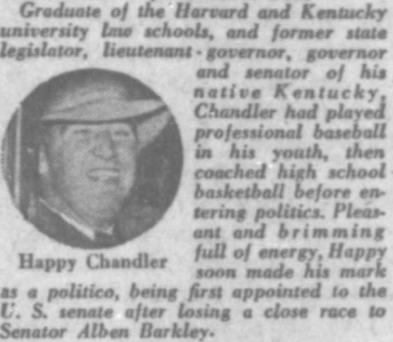 Graduate of the Harvard and Kentucky
university law schools, and former state
legislator, lieutenant-governor, governor
and senator of his
native Kentucky,
Chandler had played
professional baseball
in his youth, then
coached high school
basketball before en-
tering politics. Pleas-
ant and brimming
full of energy, Happy
soon made his mark
as a politico, being first appointed to the
U. S. senate after losing a close race to
Senator Alben Barkley.
Happy Chandler